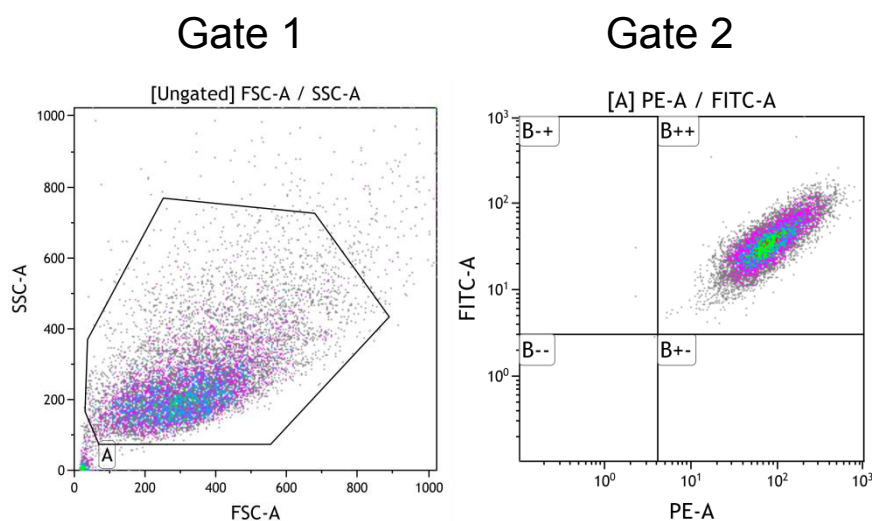 Gate 1
Gate 2
[Ungated] FSC-A / SSC-A
1000
800
600
400
200
0
SSC-A
A
0
200
400
600
800
1000
FSC-A
[A] PE-A / FITC-A
10³
10²
10¹
10⁰
FITC-A
B-+
B++
B--
B+-
10⁰
10¹
10²
10³
PE-A